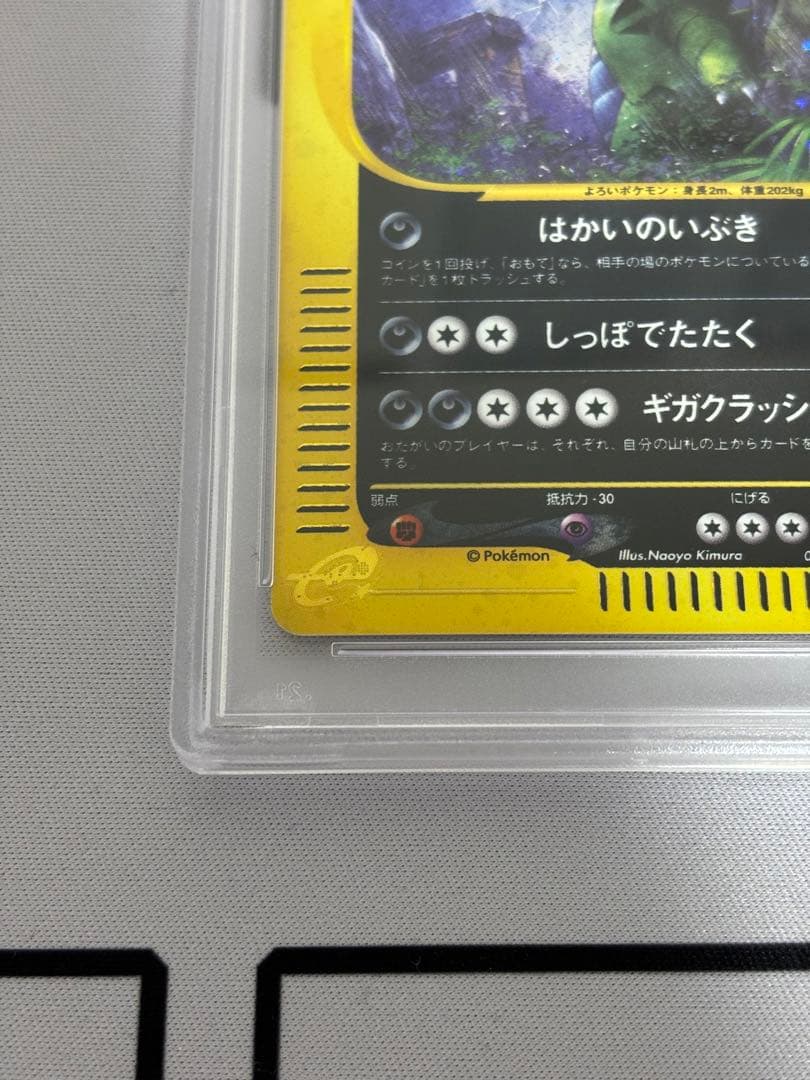 よろいポケモン:身長2m、体重202kg
はかいのいぶき
コインを1回投げ、「おもて」なら、相手の場のポケモンについている
カード」を1枚トラッシュする。
しっぽでたたく
ギガクラッシ
おたがいのプレイヤーは、それぞれ、自分の山札の上からカードを
する。
弱点 抵抗力 -30 にげる
©Pokémon Illus.Naoyo Kimura